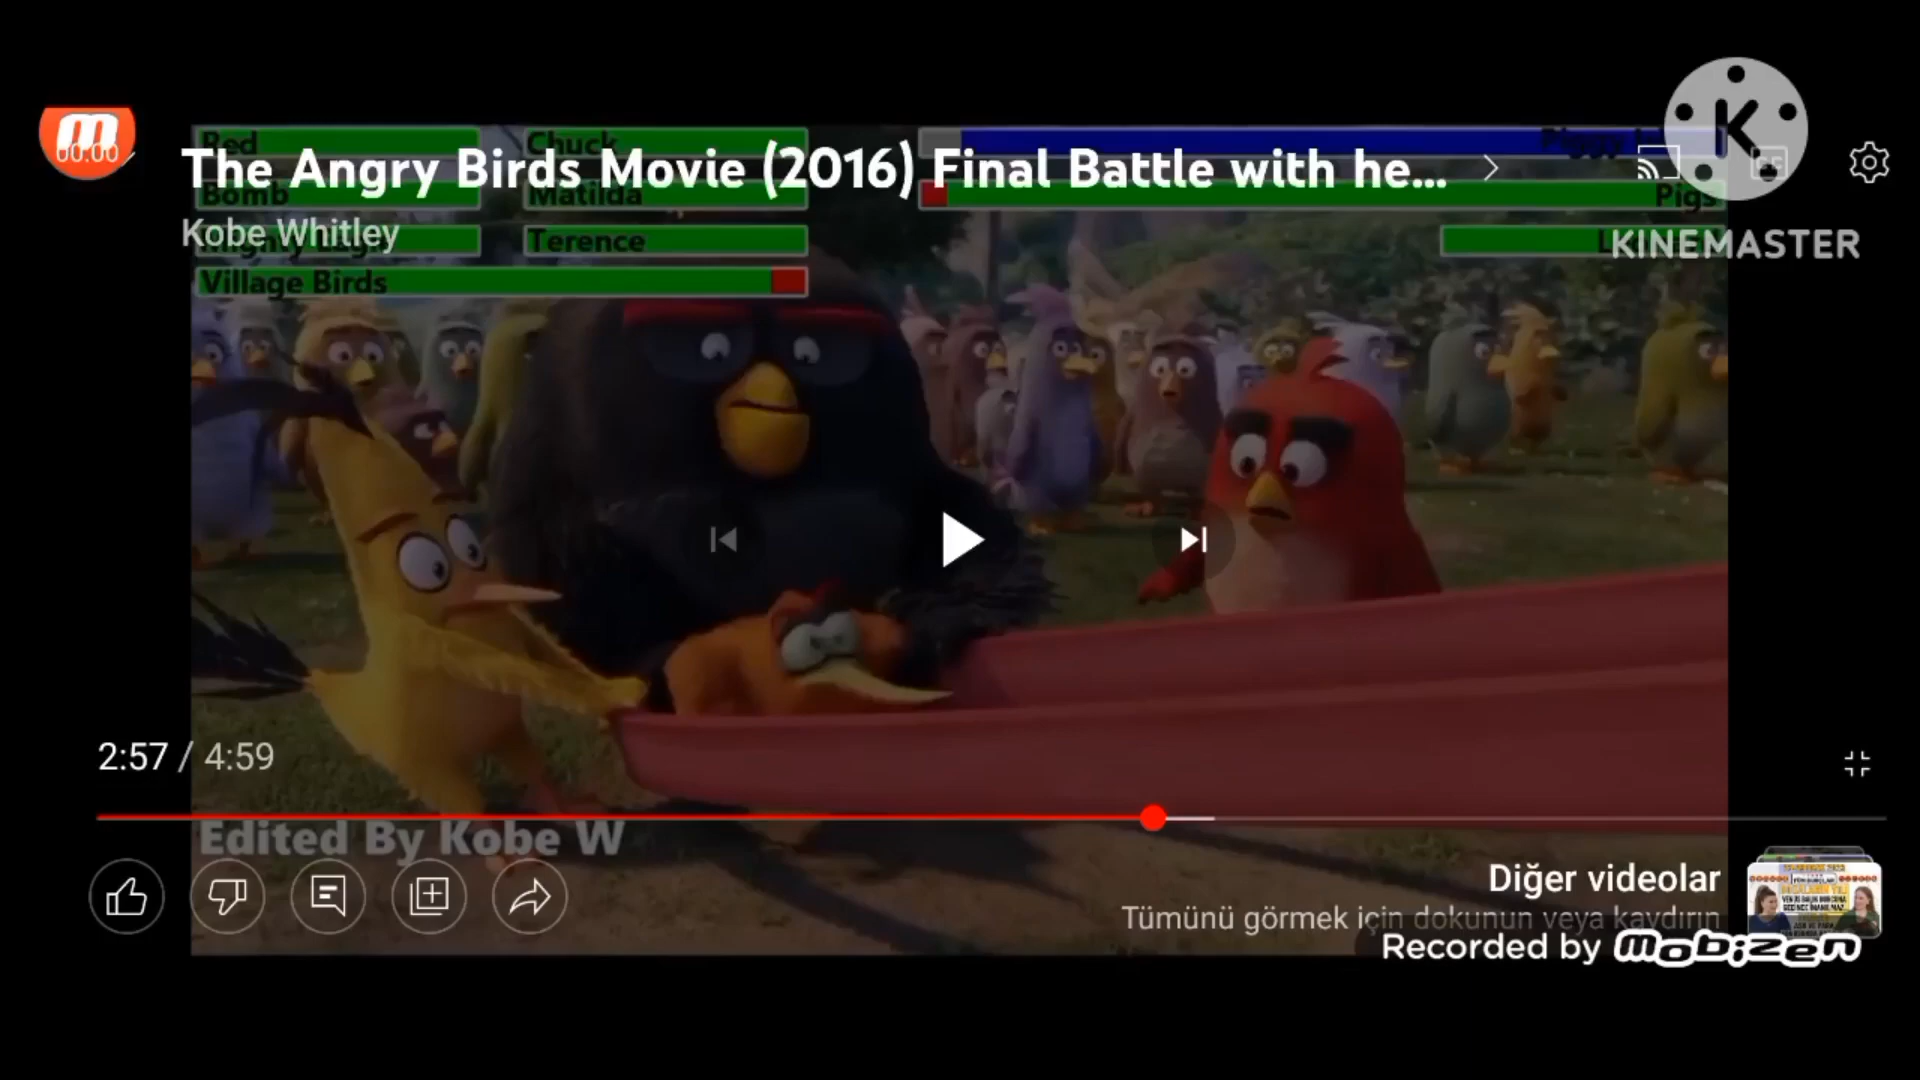 00:00
Red
Chuck
The Angry Birds Movie (2016) Final Battle with he...
Bomb
Matilda
Pigs
Kobe Whitley
Terence
KINEMASTER
Village Birds
2:57 / 4:59
Edited By Kobe W
Diğer videolar
Tümünü görmek için dokunun veya kaydırın
Recorded by mobizen